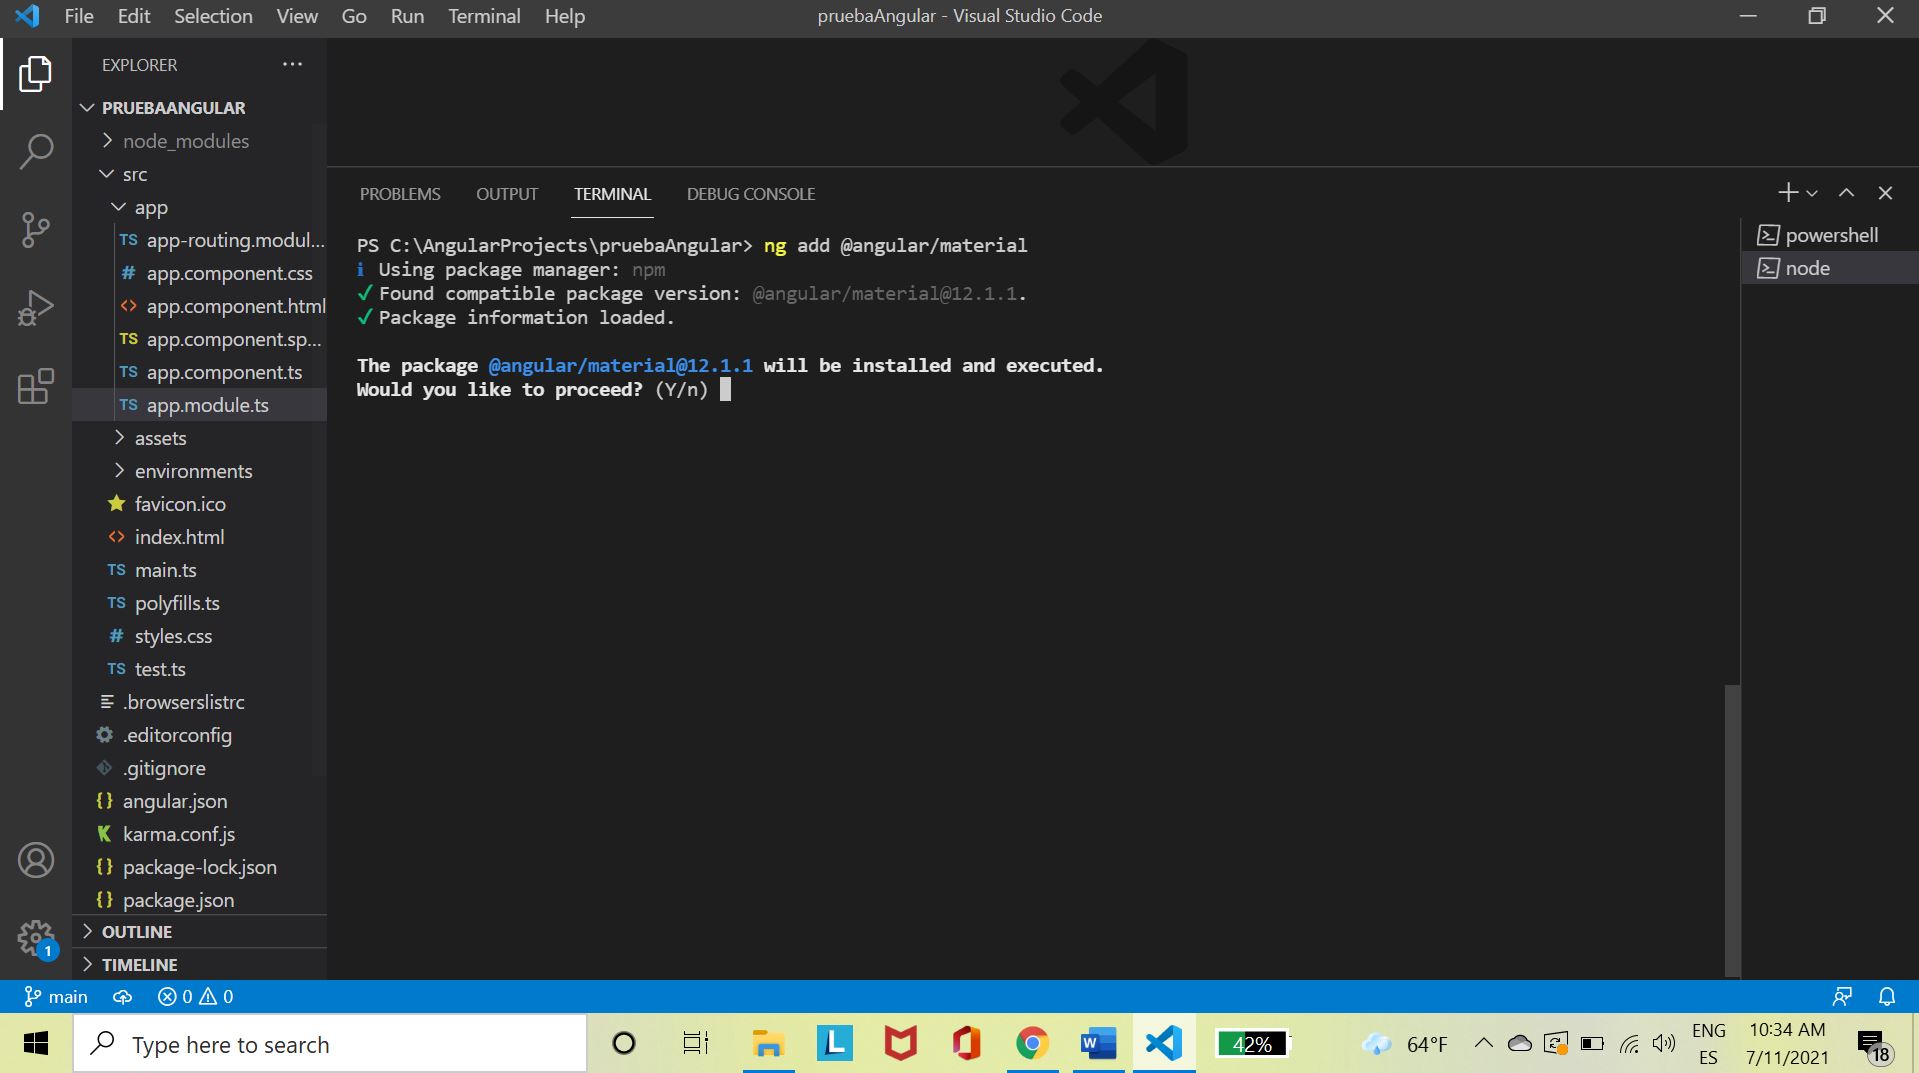 File Edit Selection View Go Run Terminal Help
pruebaAngular - Visual Studio Code
EXPLORER
PRUEBAANGULAR
node_modules
src
app
TS app-routing.modul...
# app.component.css
<> app.component.html
TS app.component.sp...
TS app.component.ts
TS app.module.ts
assets
environments
favicon.ico
<> index.html
TS main.ts
TS polyfills.ts
# styles.css
TS test.ts
.browserslistrc
.editorconfig
.gitignore
{} angular.json
K karma.conf.js
{} package-lock.json
{} package.json
OUTLINE
TIMELINE
1
PROBLEMS OUTPUT TERMINAL DEBUG CONSOLE
PS C:\AngularProjects\pruebaAngular> ng add @angular/material
i Using package manager: npm
✓ Found compatible package version: @angular/material@12.1.1.
✓ Package information loaded.
The package @angular/material@12.1.1 will be installed and executed.
Would you like to proceed? (Y/n)
powershell
node
main 0 0
Type here to search
L
W
42%
64°F
ENG
ES
10:34 AM
7/11/2021
18